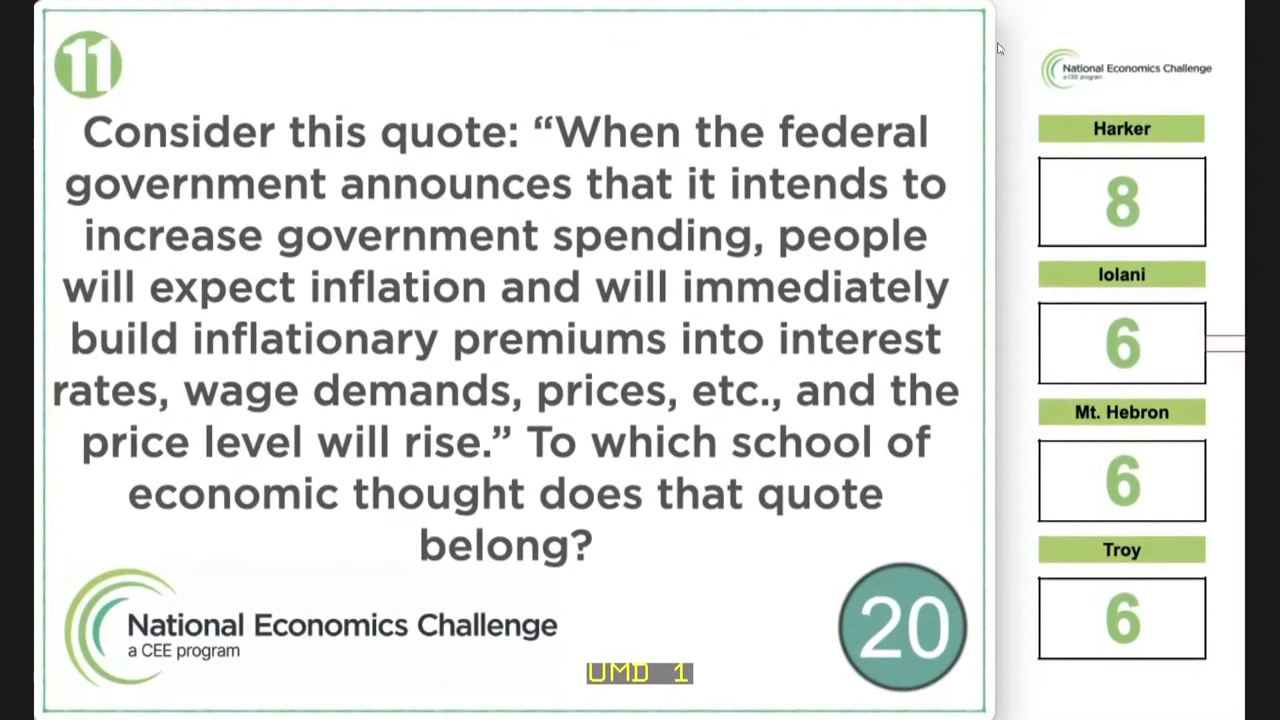 11
Consider this quote: “When the federal
government announces that it intends to
increase government spending, people
will expect inflation and will immediately
build inflationary premiums into interest
rates, wage demands, prices, etc., and the
price level will rise.” To which school of
economic thought does that quote
belong?
National Economics Challenge
a CEE program
20
UMD 1
National Economics Challenge
a CEE program
Harker
8
Iolani
6
Mt. Hebron
6
Troy
6